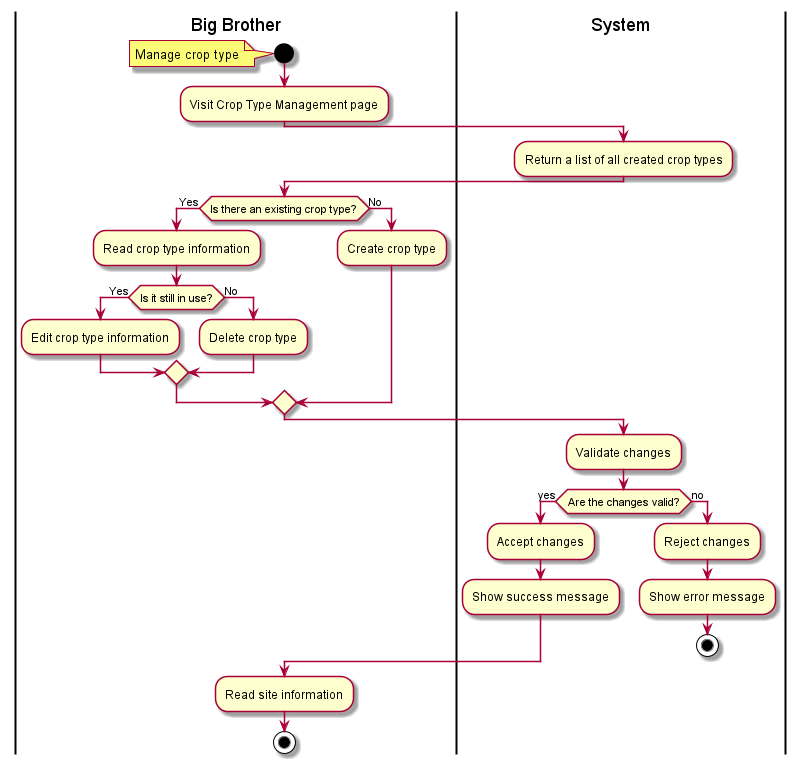 Big Brother
System
Manage crop type
Visit Crop Type Management page
Return a list of all created crop types
Yes
Is there an existing crop type?
No
Read crop type information
Create crop type
Yes
Is it still in use?
No
Edit crop type information
Delete crop type
Validate changes
yes
Are the changes valid?
no
Accept changes
Reject changes
Show success message
Show error message
Read site information